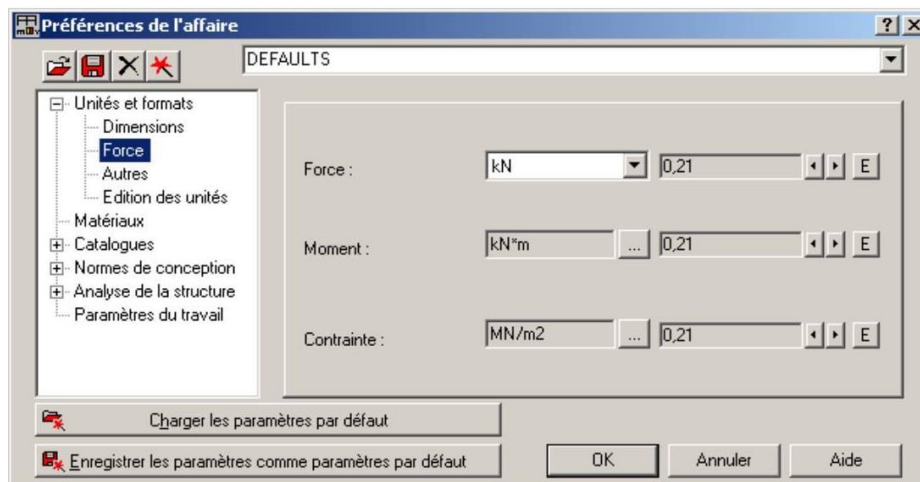 Préférences de l'affaire
DEFAULTS
Unités et formats
Dimensions
Force
Autres
Edition des unités
Matériaux
Catalogues
Normes de conception
Analyse de la structure
Paramètres du travail
Force : kN 0,21 E
Moment : kN*m ... 0,21 E
Contrainte : MN/m2 ... 0,21 E
Charger les paramètres par défaut
Enregistrer les paramètres comme paramètres par défaut
OK Annuler Aide